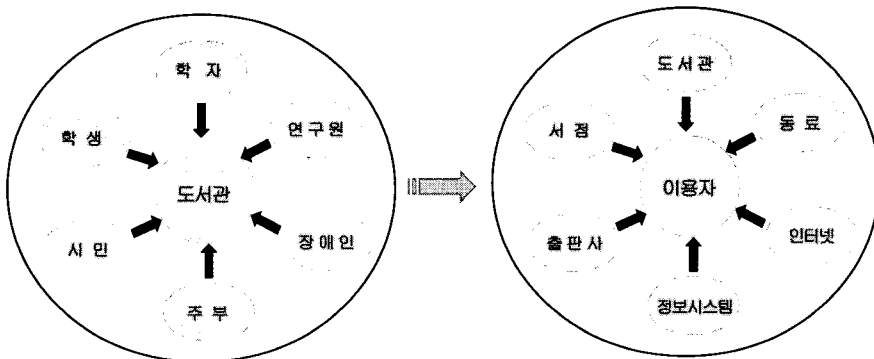 학 자
학 생
연구원
도서관
시 민
장애인
주 부
도서관
서 점
동 료
이용자
출판사
인터넷
정보시스템